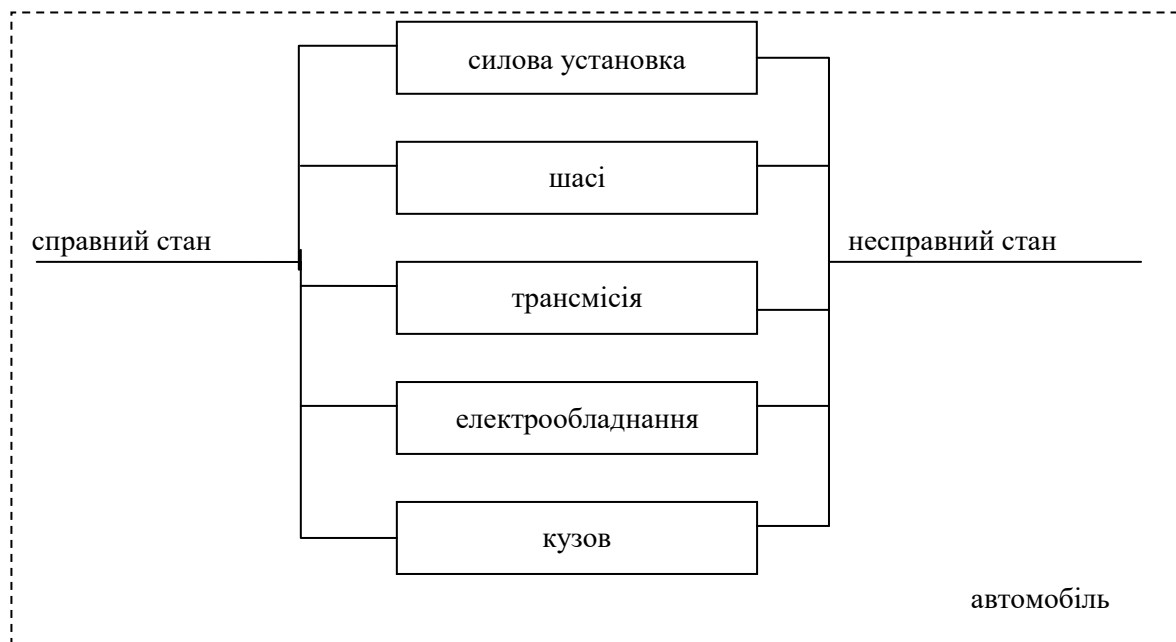 силова установка
шасі
справний стан
несправний стан
трансмісія
електрообладнання
кузов
автомобіль